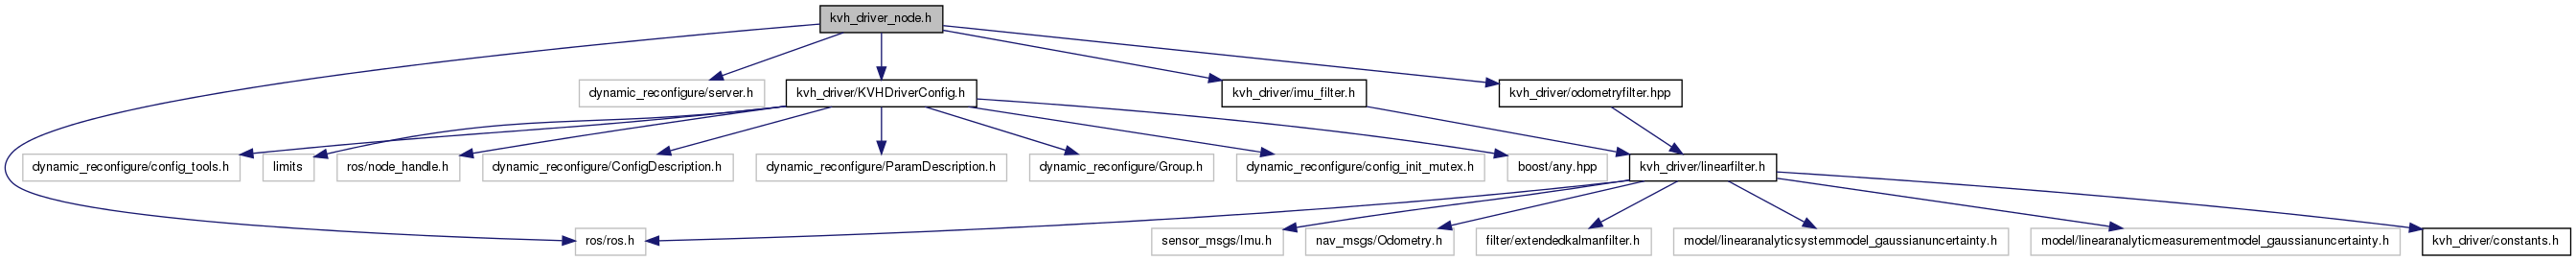 kvh_driver_node.h
dynamic_reconfigure/server.h
kvh_driver/KVHDriverConfig.h
kvh_driver/imu_filter.h
kvh_driver/odometryfilter.hpp
dynamic_reconfigure/config_tools.h
limits
ros/node_handle.h
dynamic_reconfigure/ConfigDescription.h
dynamic_reconfigure/ParamDescription.h
dynamic_reconfigure/Group.h
dynamic_reconfigure/config_init_mutex.h
boost/any.hpp
kvh_driver/linearfilter.h
ros/ros.h
sensor_msgs/Imu.h
nav_msgs/Odometry.h
filter/extendedkalmanfilter.h
model/linearanalyticsystemmodel_gaussianuncertainty.h
model/linearanalyticmeasurementmodel_gaussianuncertainty.h
kvh_driver/constants.h